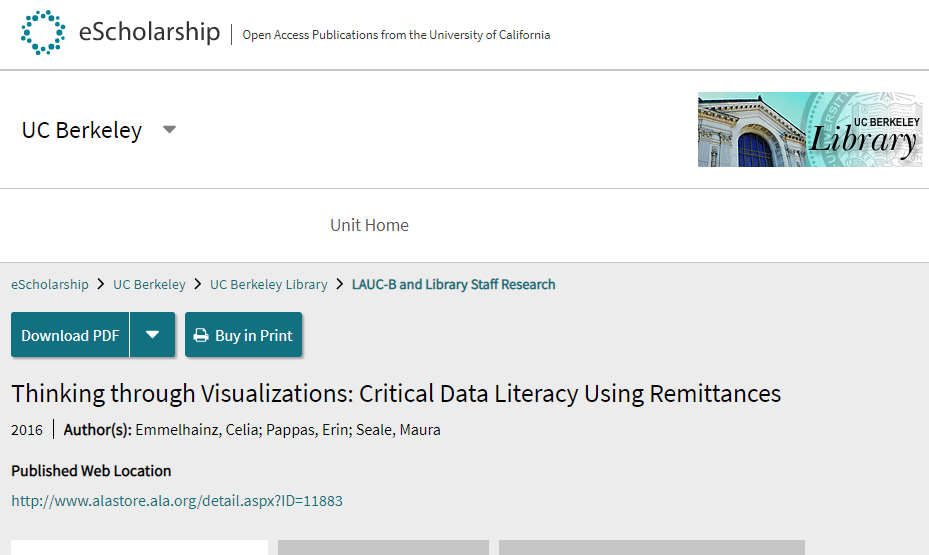 eScholarship | Open Access Publications from the University of California
UC Berkeley
UC BERKELEY
Library
Unit Home
eScholarship > UC Berkeley > UC Berkeley Library > LAUC-B and Library Staff Research
Download PDF
Buy in Print
Thinking through Visualizations: Critical Data Literacy Using Remittances
2016 | Author(s): Emmelhainz, Celia; Pappas, Erin; Seale, Maura
Published Web Location
http://www.alastore.ala.org/detail.aspx?ID=11883